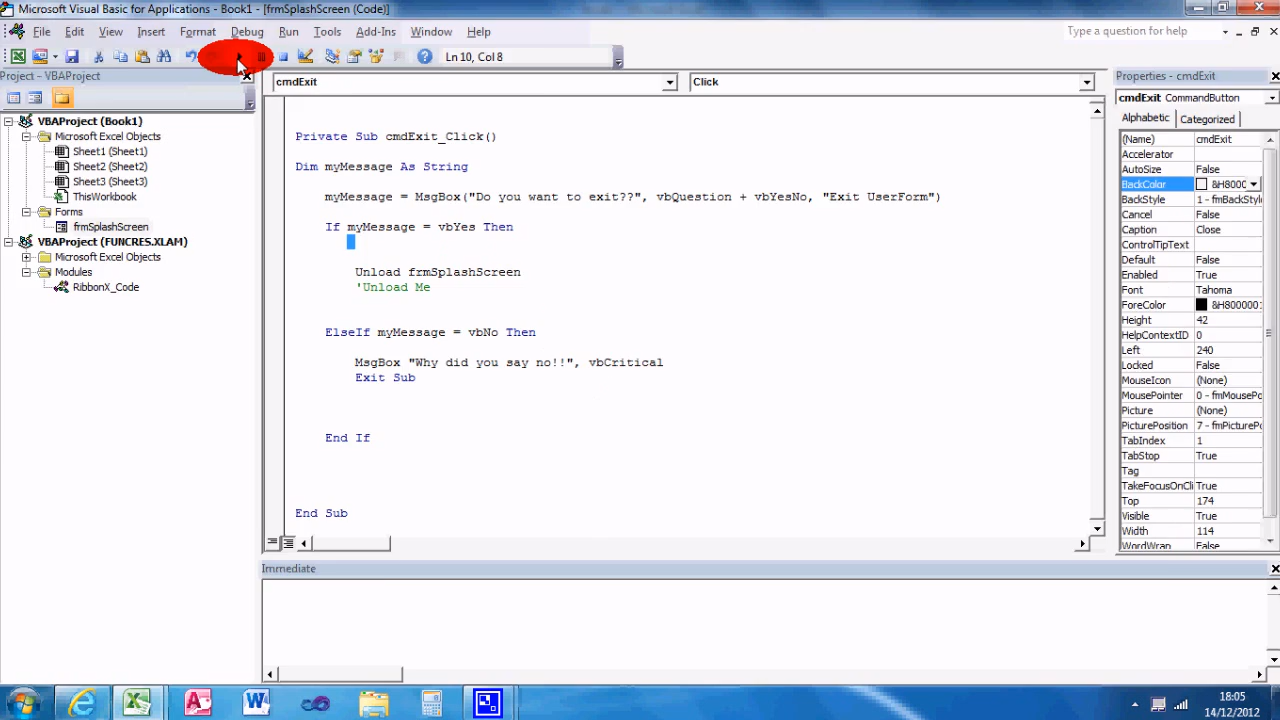 Microsoft Visual Basic for Applications - Book1 - [frmSplashScreen (Code)]
File Edit View Insert Format Debug Run Tools Add-Ins Window Help
Type a question for help
Ln 10, Col 8
Project - VBAProject
VBAProject (Book1)
Microsoft Excel Objects
Sheet1 (Sheet1)
Sheet2 (Sheet2)
Sheet3 (Sheet3)
ThisWorkbook
Forms
frmSplashScreen
VBAProject (FUNCRES.XLAM)
Microsoft Excel Objects
Modules
RibbonX_Code
cmdExit Click
Private Sub cmdExit_Click()
Dim myMessage As String
myMessage = MsgBox("Do you want to exit??", vbQuestion + vbYesNo, "Exit UserForm")
If myMessage = vbYes Then
Unload frmSplashScreen
'Unload Me
ElseIf myMessage = vbNo Then
MsgBox "Why did you say no!!", vbCritical
Exit Sub
End If
End Sub
Immediate
Properties - cmdExit
cmdExit CommandButton
Alphabetic Categorized
(Name) cmdExit
Accelerator
AutoSize False
BackColor &H800C
BackStyle 1 - fmBackStyl
Cancel False
Caption Close
ControlTipText
Default False
Enabled True
Font Tahoma
ForeColor &H800001
Height 42
HelpContextID 0
Left 240
Locked False
MouseIcon (None)
MousePointer 0 - fmMousePo
Picture (None)
PicturePosition 7 - fmPicturePo
TabIndex 1
TabStop True
Tag
TakeFocusOnCli True
Top 174
Visible True
Width 114
WordWrap False
18:05
14/12/2012